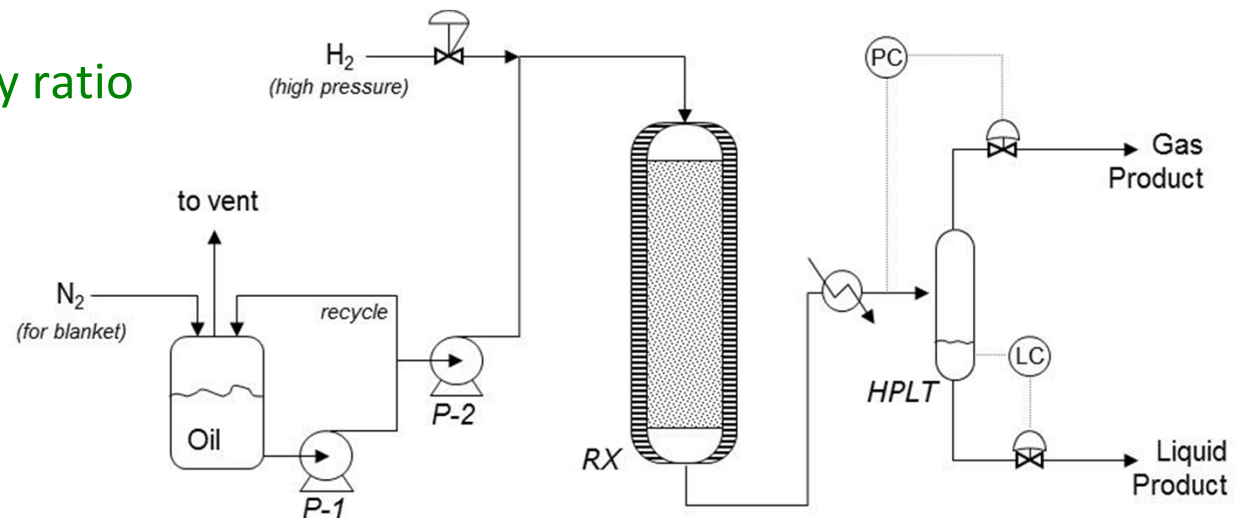 y ratio
H₂
(high pressure)
PC
Gas
Product
to vent
N₂
(for blanket)
recycle
Oil
P-1
P-2
RX
HPLT
LC
Liquid
Product